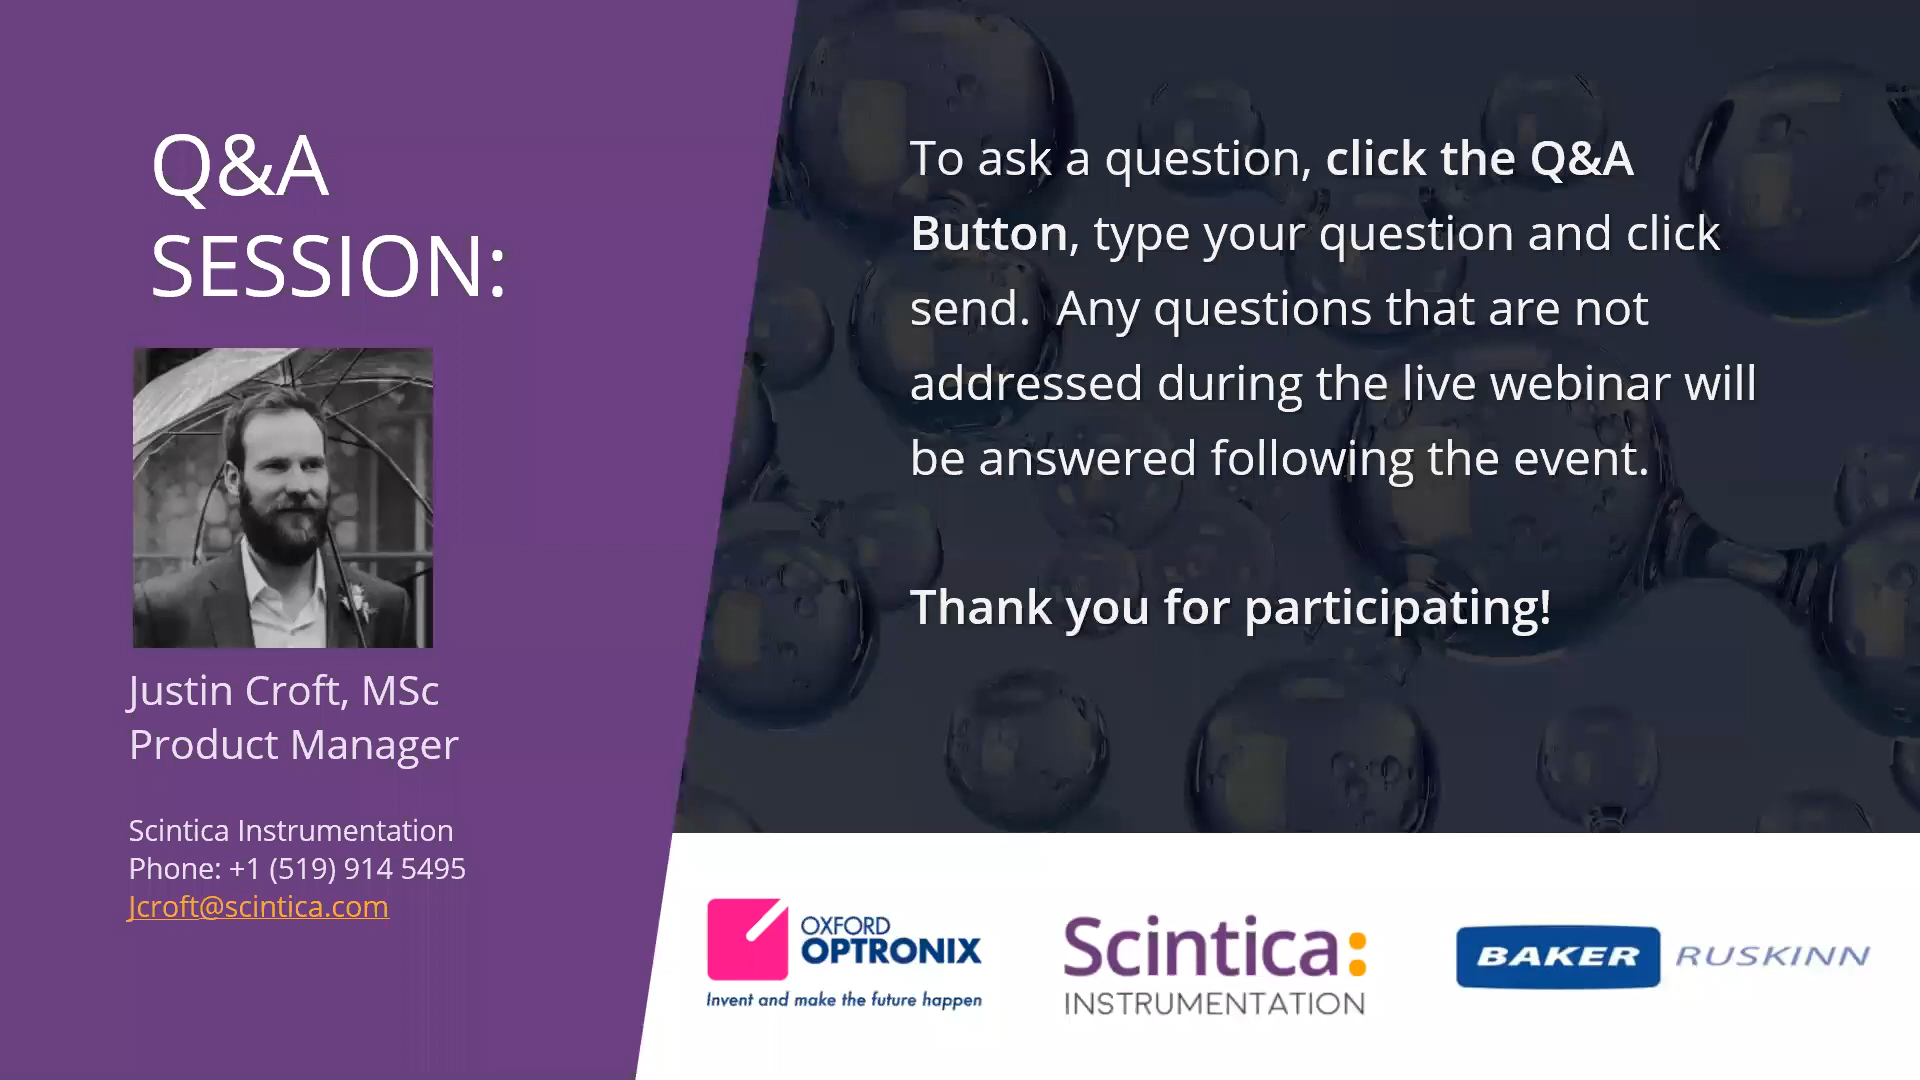 Q&A
SESSION:
Justin Croft, MSc
Product Manager
Scintica Instrumentation
Phone: +1 (519) 914 5495
Jcroft@scintica.com
To ask a question, click the Q&A
Button, type your question and click
send.  Any questions that are not
addressed during the live webinar will
be answered following the event.
Thank you for participating!
OXFORD
OPTRONIX
Invent and make the future happen
Scintica:
INSTRUMENTATION
BAKER RUSKINN